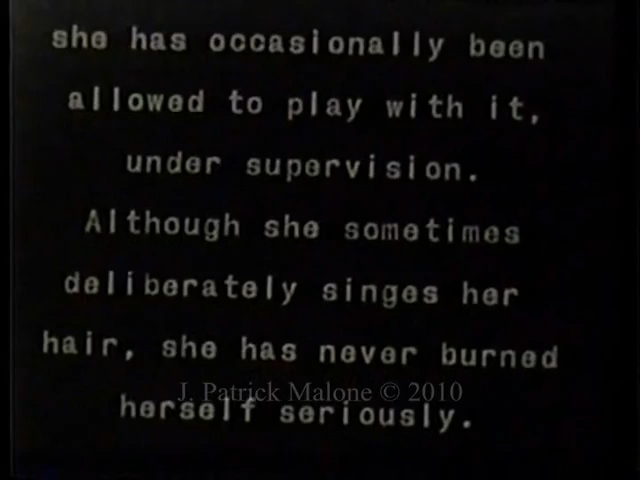 she has occasionally been
allowed to play with it,
under supervision.
Although she sometimes
deliberately singes her
hair, she has never burned
J. Patrick Malone © 2010
herself seriously.